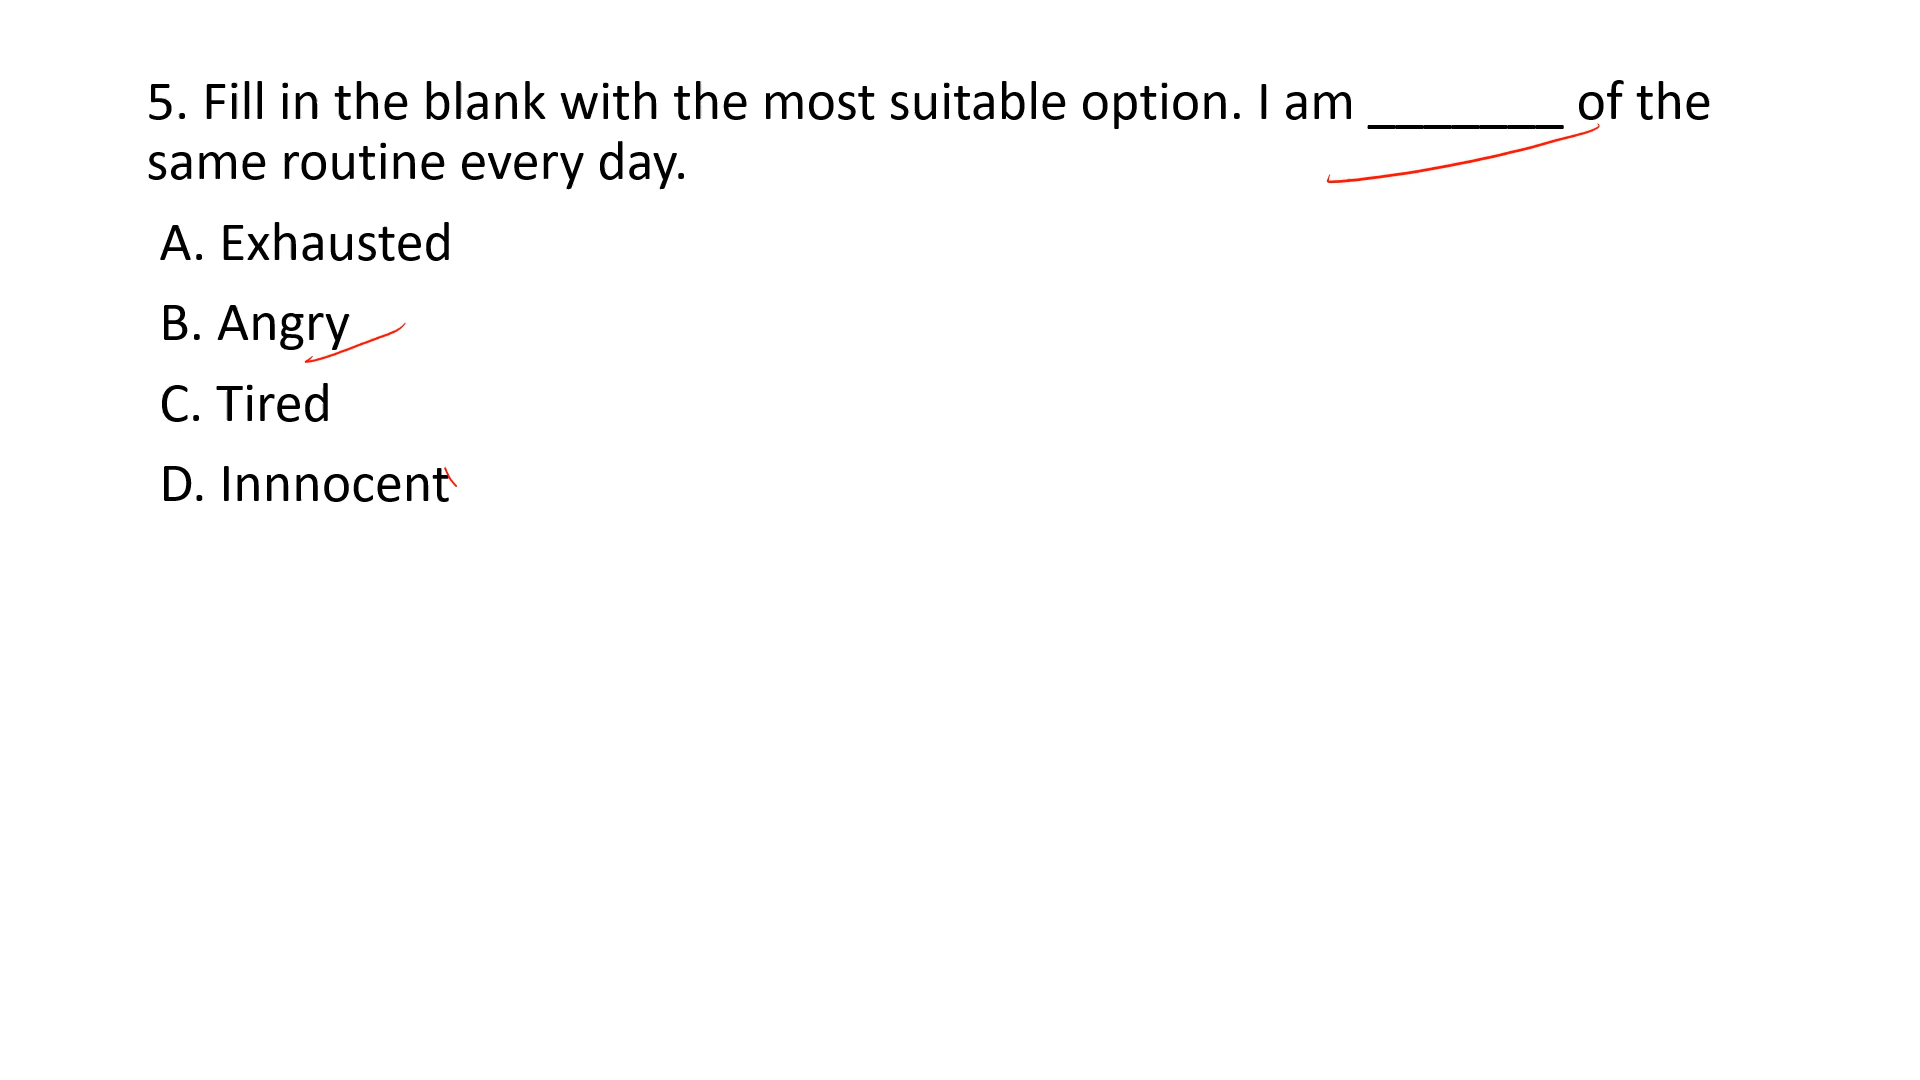 5. Fill in the blank with the most suitable option. I am _______ of the
same routine every day.
A. Exhausted
B. Angry
C. Tired
D. Innnocent